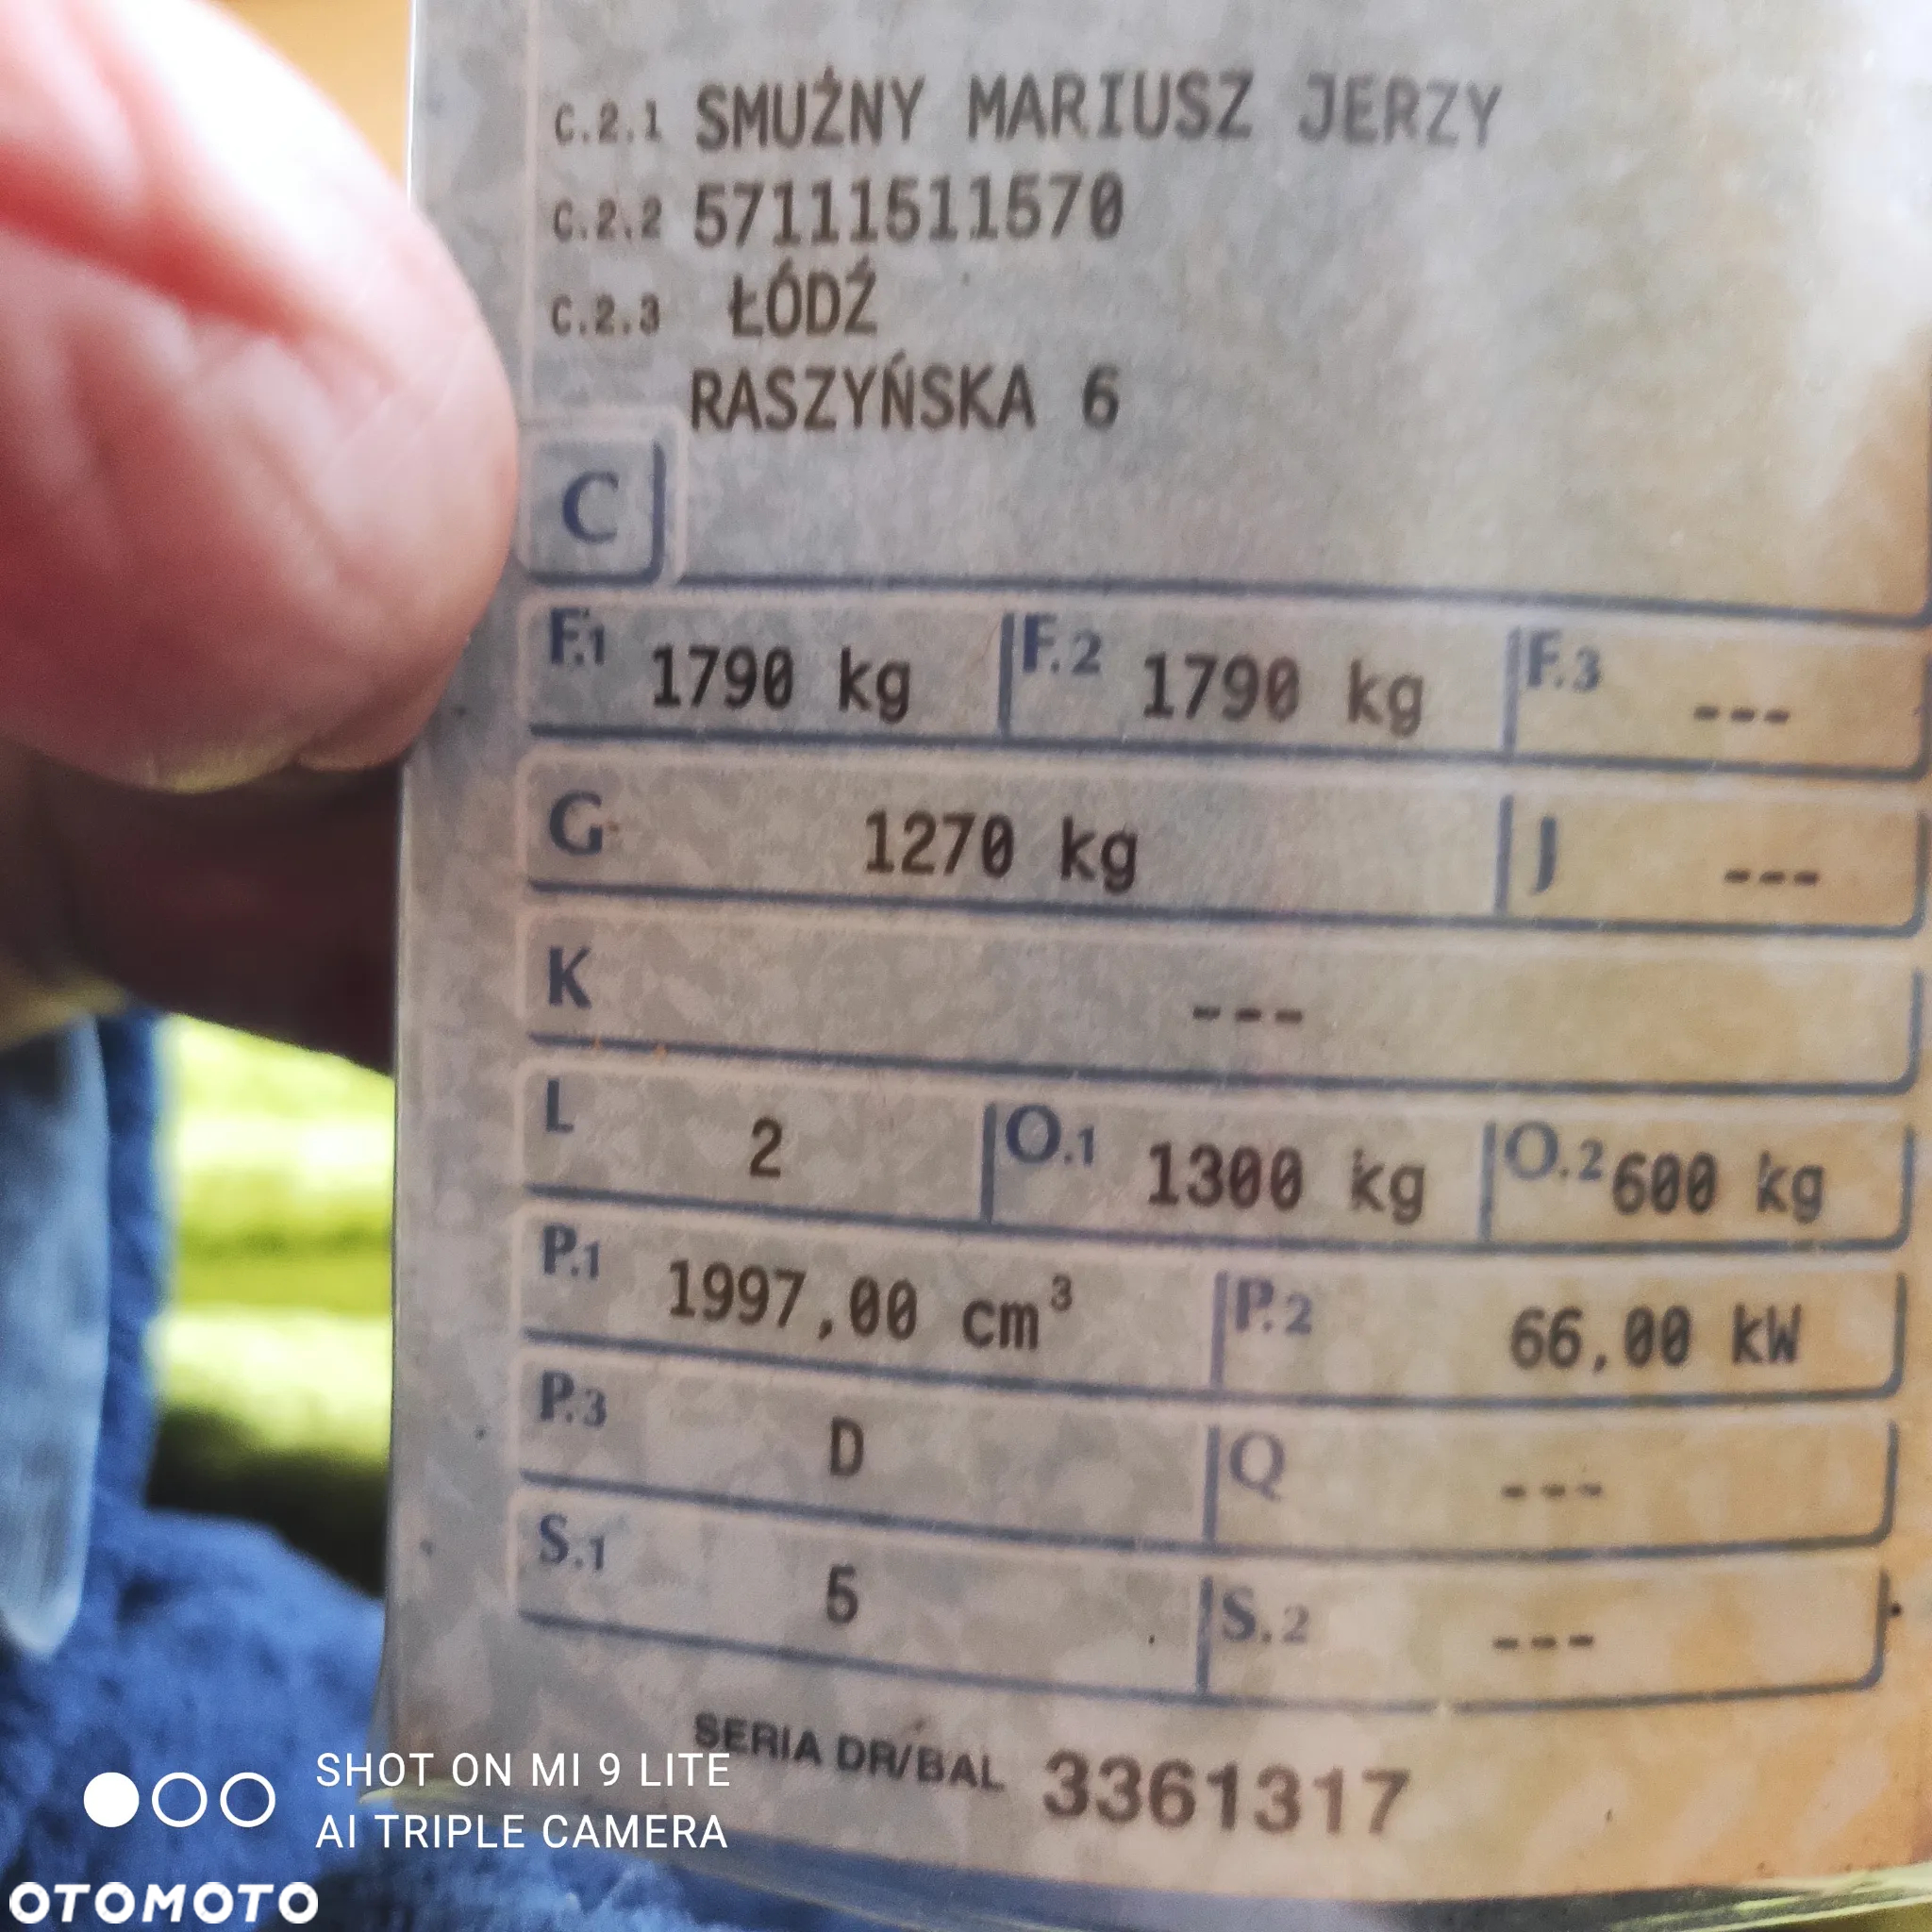 C.2.1 SMUŻNY MARIUSZ JERZY
C.2.2 57111511570
C.2.3 ŁÓDŹ
RASZYŃSKA 6
C
F.1 1790 kg F.2 1790 kg F.3 ---
G 1270 kg J ---
K ---
L 2 O.1 1300 kg O.2 600 kg
P.1 1997,00 cm³ P.2 66,00 kW
P.3 D Q ---
S.1 5 S.2 ---
SERIA DR/BAL 3361317
SHOT ON MI 9 LITE
AI TRIPLE CAMERA
OTOMOTO